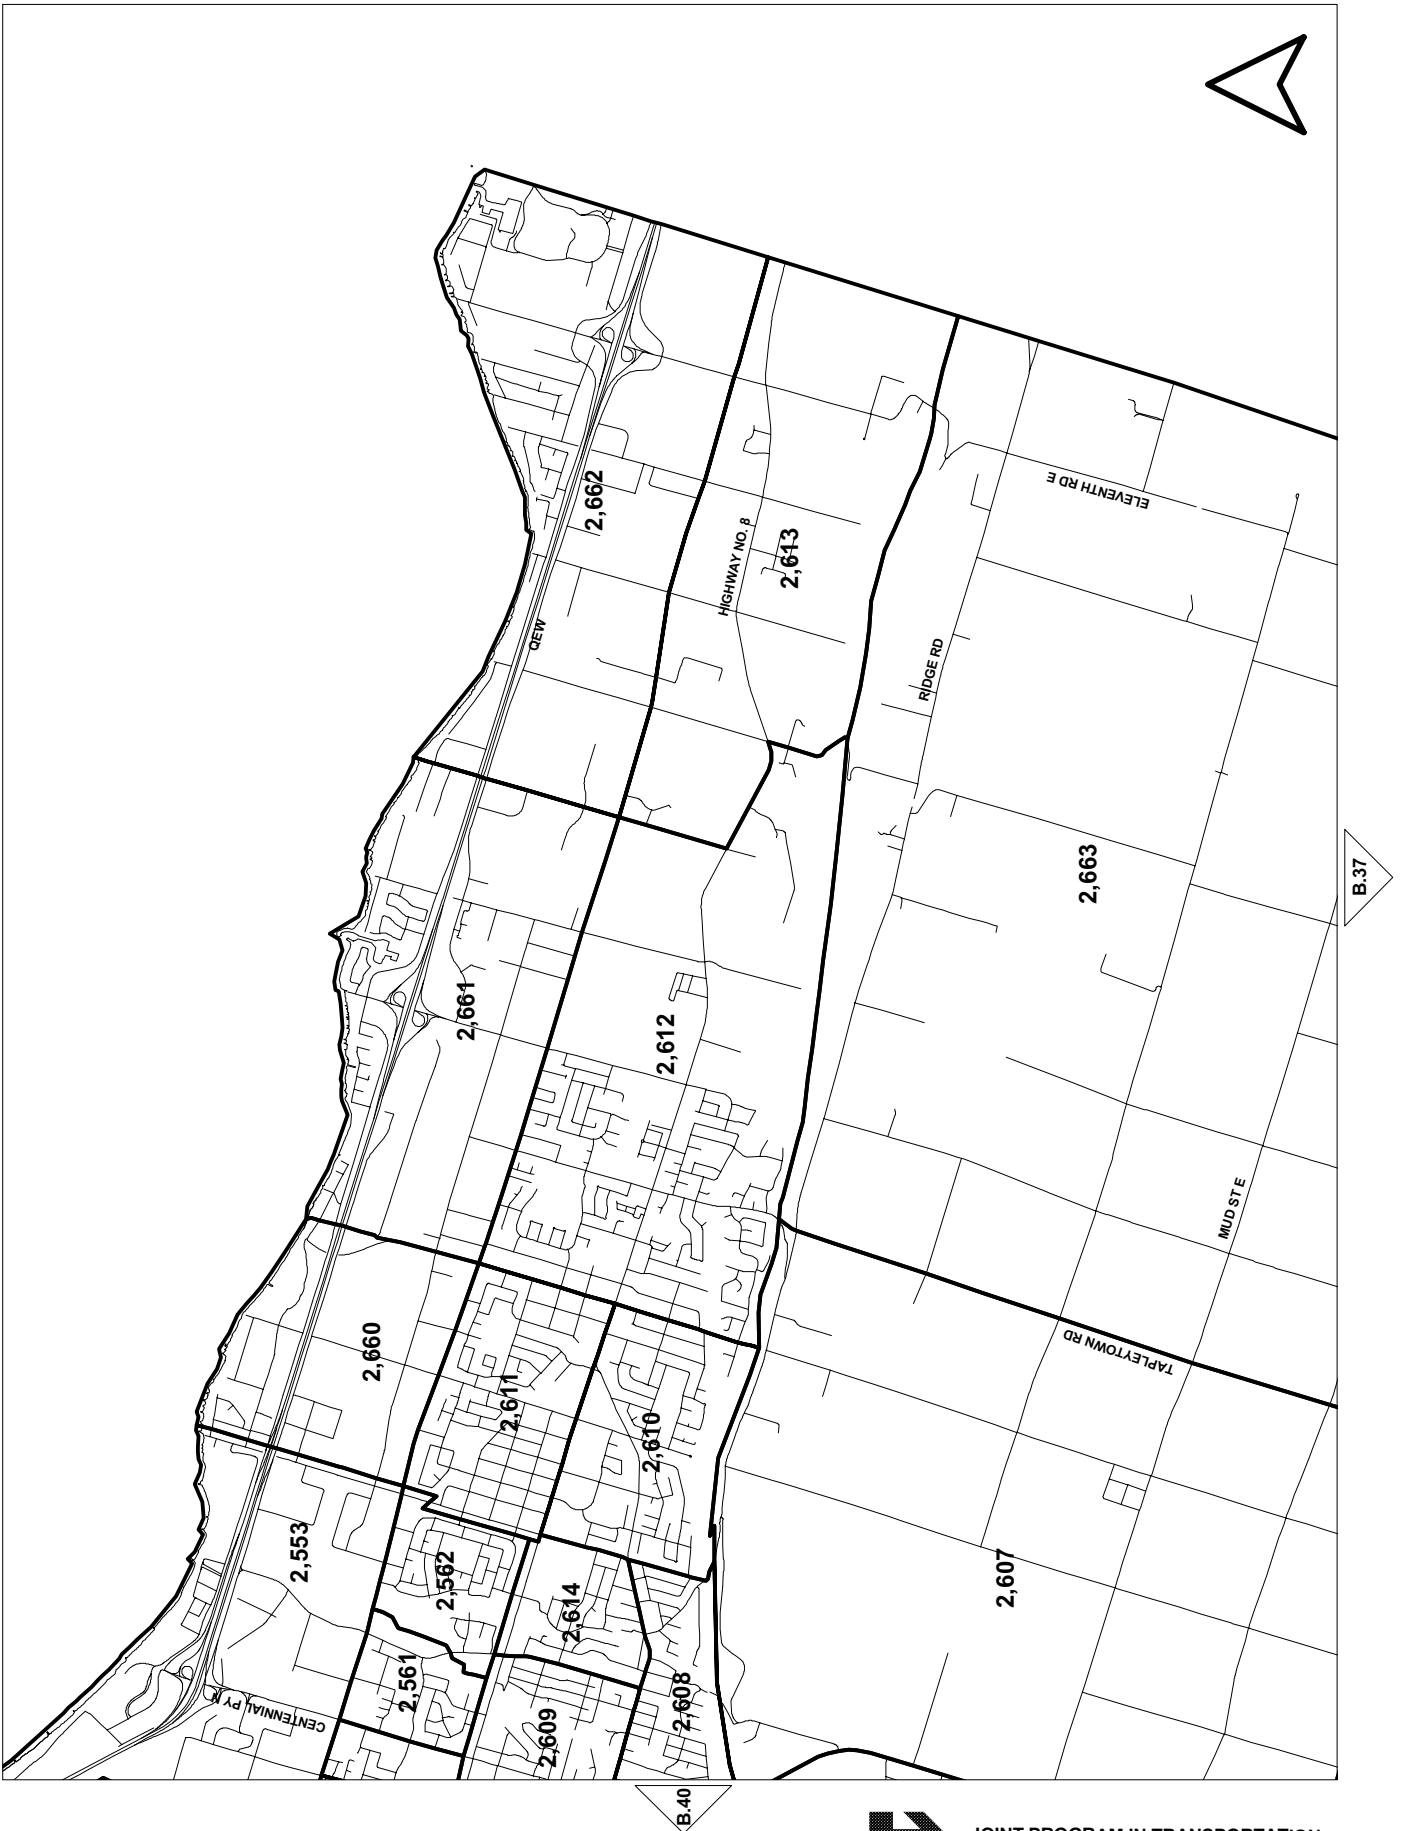 2,662
QEW
HIGHWAY NO. 8
2,613
ELEVENTH RD E
RIDGE RD
2,661
2,612
2,663
B.37
2,660
2,611
2,610
MUD ST E
TAPLEYTOWN RD
2,553
2,562
2,614
2,607
2,561
2,609
2,608
CENTENNIAL PY N
B.40
JOINT PROGRAM IN TRANSPORTATION